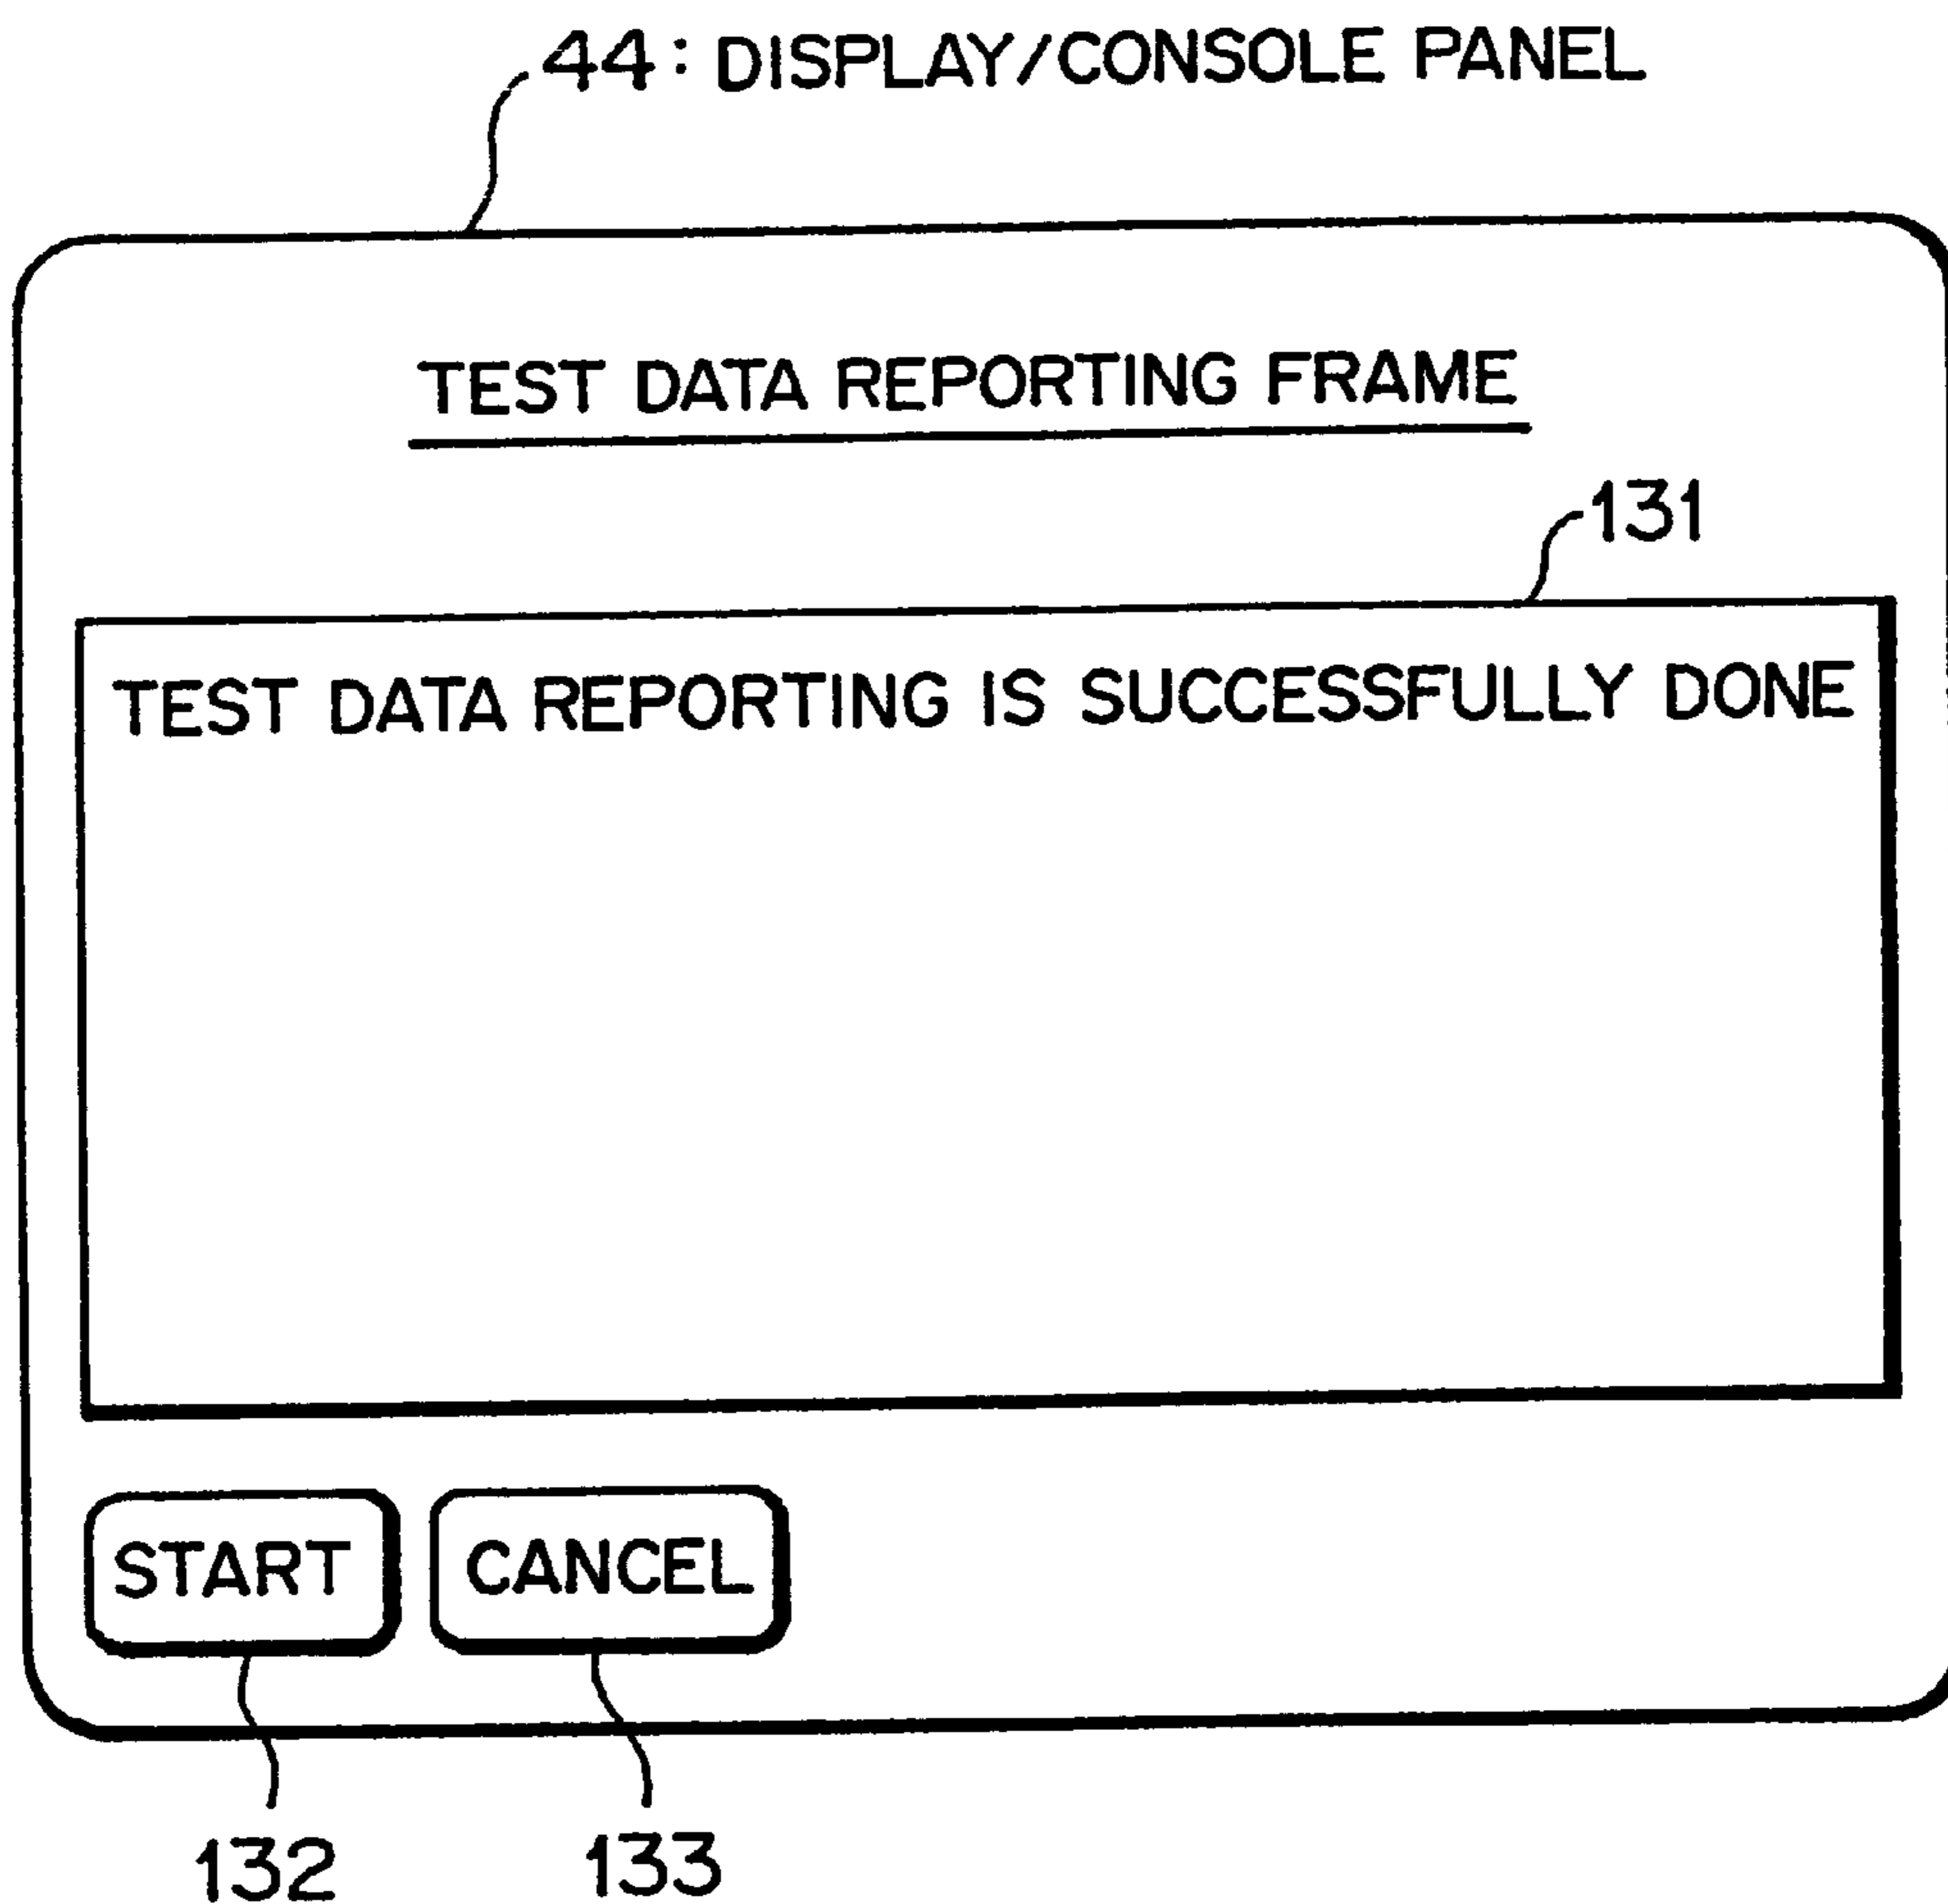 44: DISPLAY/CONSOLE PANEL
TEST DATA REPORTING FRAME
131
TEST DATA REPORTING IS SUCCESSFULLY DONE
START
CANCEL
132
133